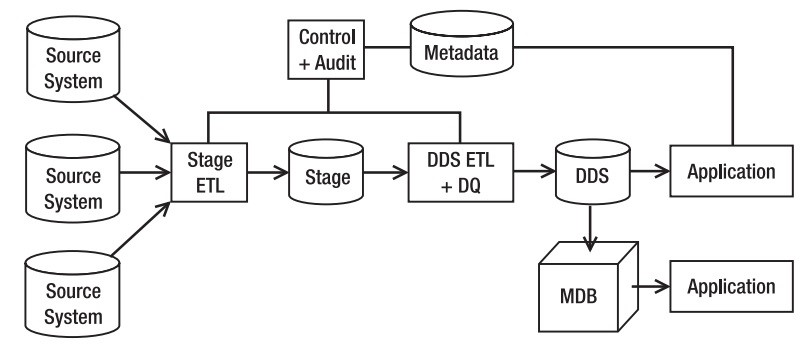 Source
System
Control
+ Audit
Metadata
Source
System
Stage
ETL
Stage
DDS ETL
+ DQ
DDS
Application
Source
System
MDB
Application